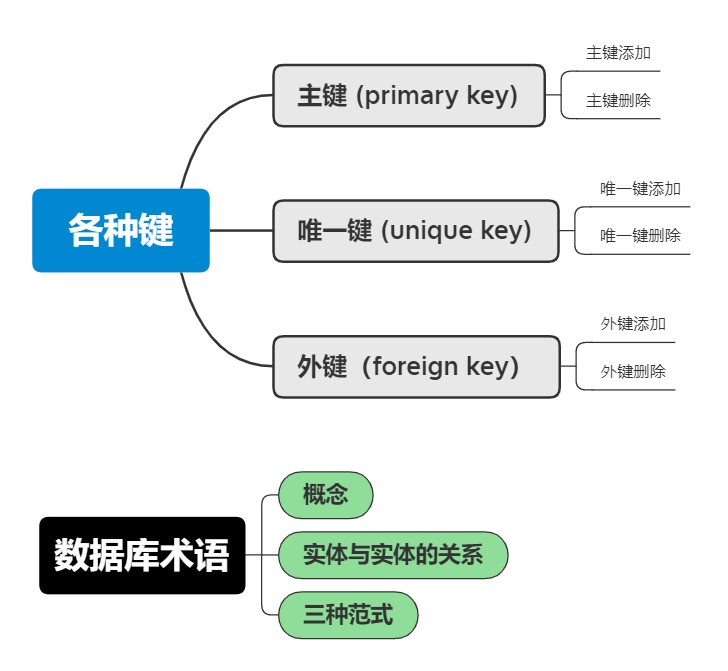 各种键
主键 (primary key)
主键添加
主键删除
唯一键 (unique key)
唯一键添加
唯一键删除
外键（foreign key）
外键添加
外键删除
数据库术语
概念
实体与实体的关系
三种范式